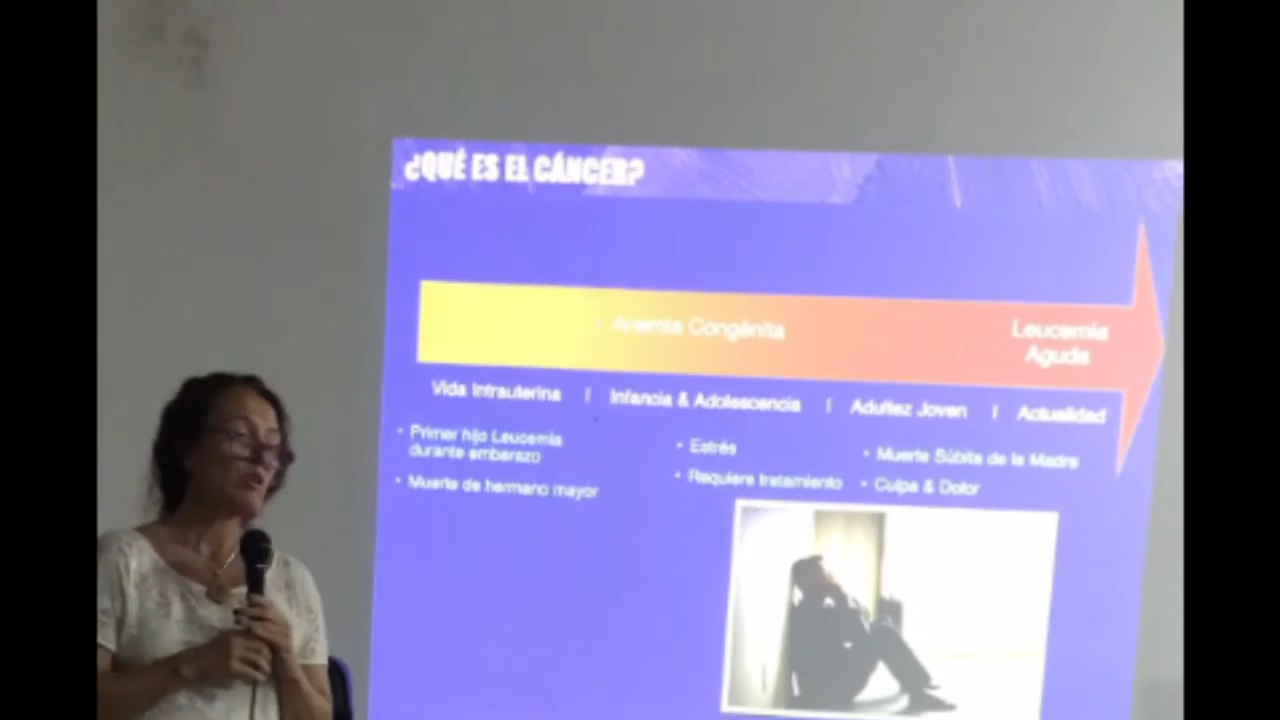 ¿QUÉ ES EL CÁNCER?
Anemia Congénita
Leucemia
Aguda
Vida Intrauterina | Infancia & Adolescencia | Adultez Joven | Actualidad
• Primer hijo Leucemia
durante embarazo
• Muerte de hermano mayor
• Estrés
• Requiere tratamiento
• Muerte Súbita de la Madre
• Culpa & Dolor